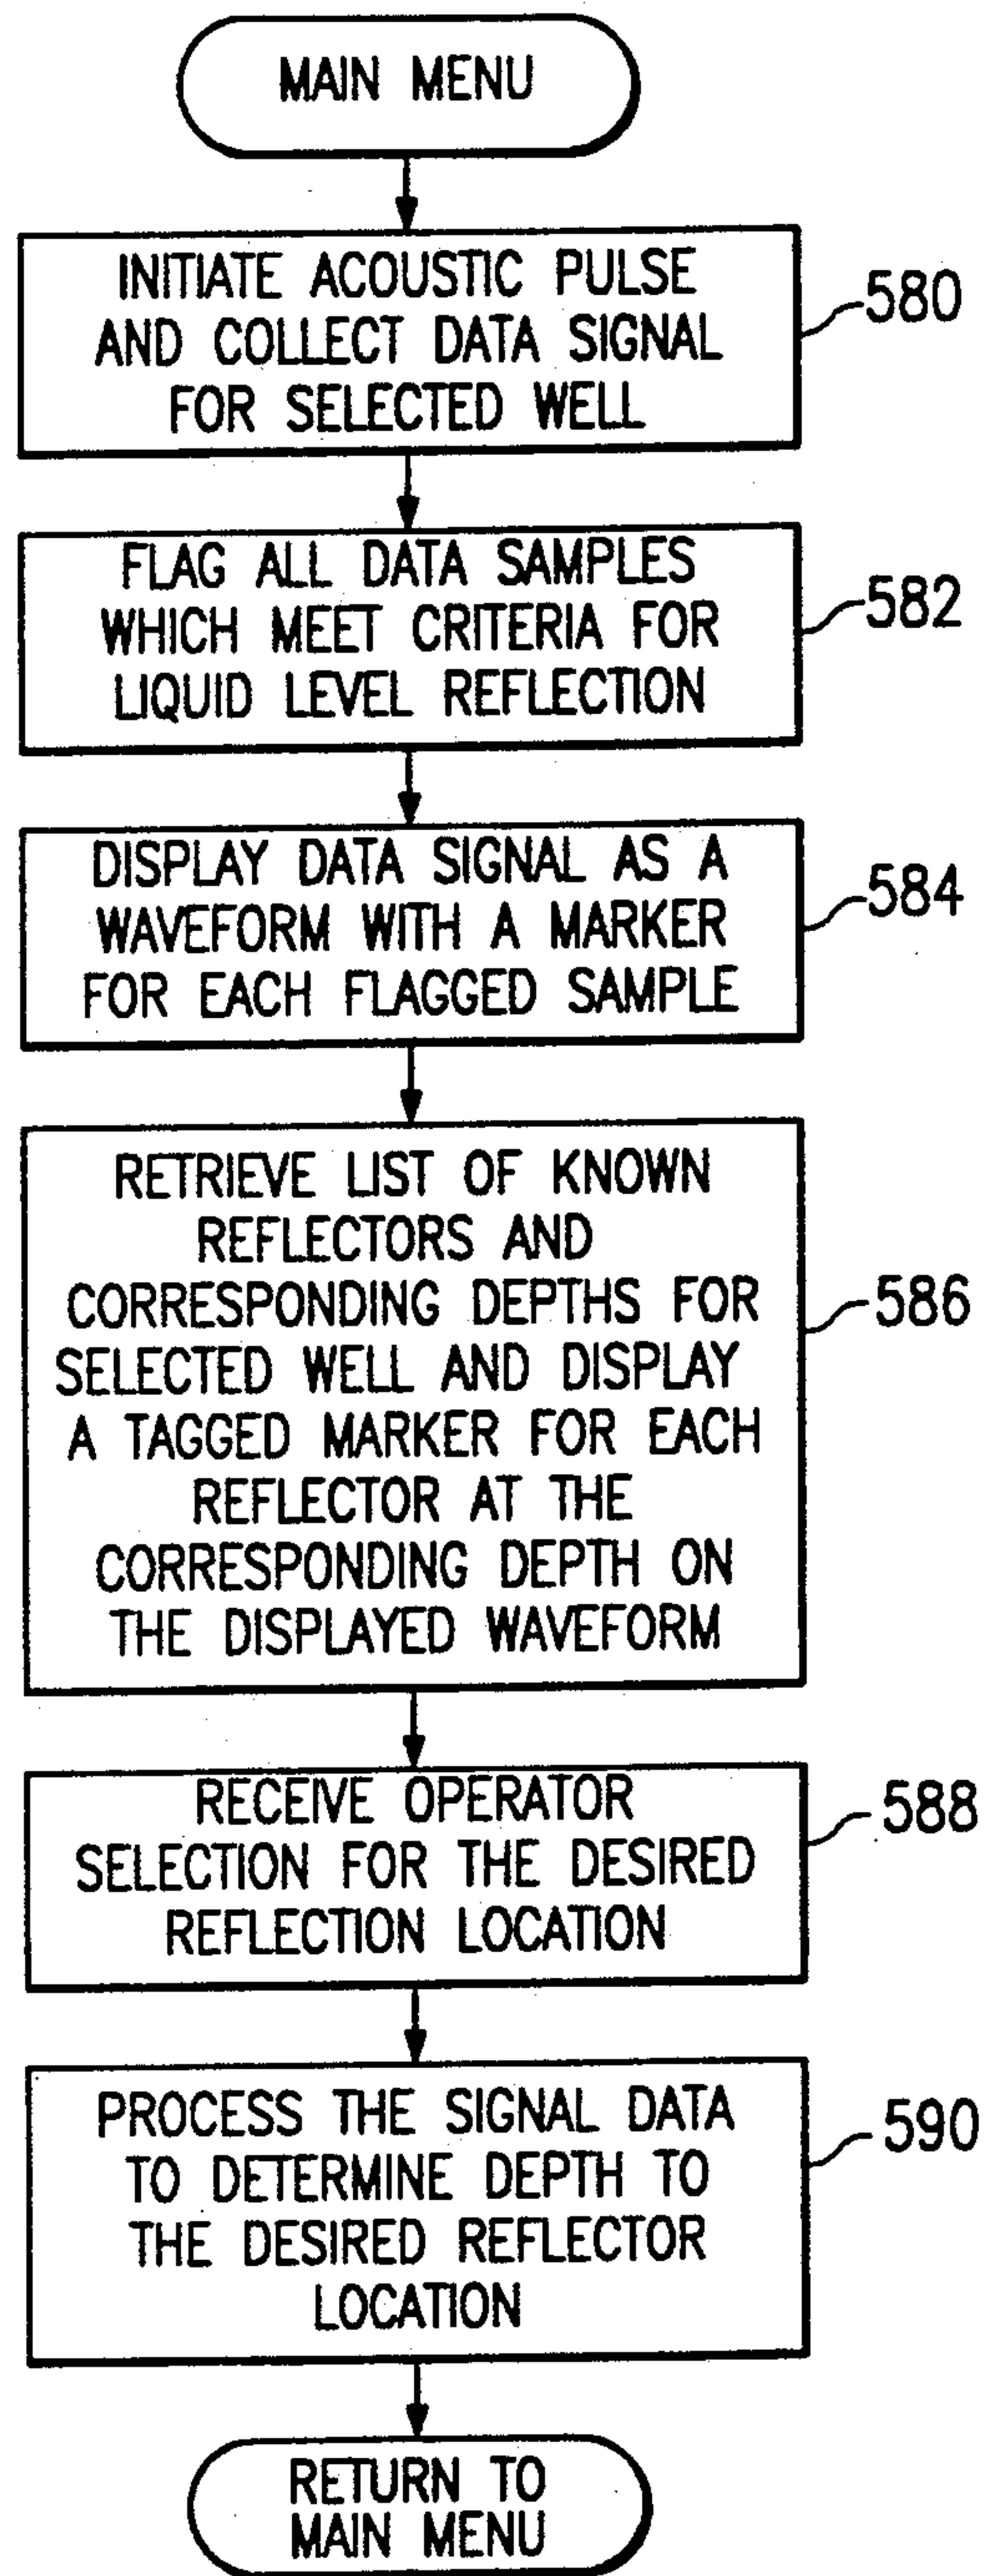 MAIN MENU
INITIATE ACOUSTIC PULSE
AND COLLECT DATA SIGNAL
FOR SELECTED WELL
580
FLAG ALL DATA SAMPLES
WHICH MEET CRITERIA FOR
LIQUID LEVEL REFLECTION
582
DISPLAY DATA SIGNAL AS A
WAVEFORM WITH A MARKER
FOR EACH FLAGGED SAMPLE
584
RETRIEVE LIST OF KNOWN
REFLECTORS AND
CORRESPONDING DEPTHS FOR
SELECTED WELL AND DISPLAY
A TAGGED MARKER FOR EACH
REFLECTOR AT THE
CORRESPONDING DEPTH ON
THE DISPLAYED WAVEFORM
586
RECEIVE OPERATOR
SELECTION FOR THE DESIRED
REFLECTION LOCATION
588
PROCESS THE SIGNAL DATA
TO DETERMINE DEPTH TO
THE DESIRED REFLECTOR
LOCATION
590
RETURN TO
MAIN MENU